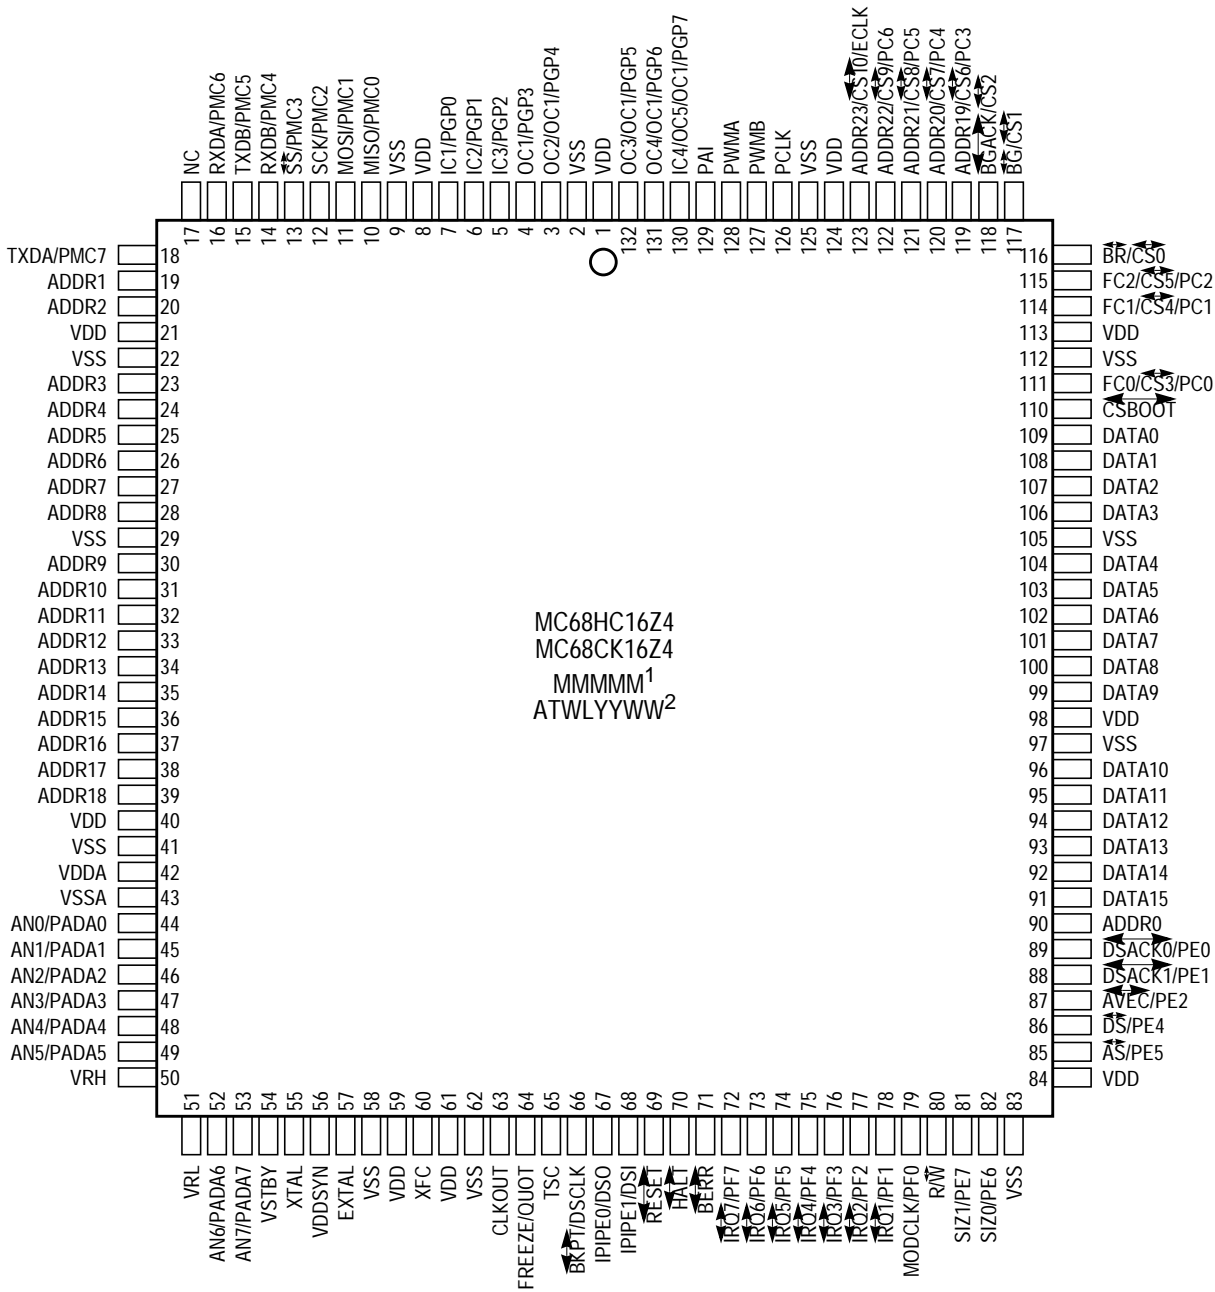 NC
RXDA/PMC6
TXDB/PMC5
RXDB/PMC4
SS/PMC3
SCK/PMC2
MOSI/PMC1
MISO/PMC0
VSS
VDD
IC1/PGP0
IC2/PGP1
IC3/PGP2
OC1/PGP3
OC2/OC1/PGP4
VSS
VDD
OC3/OC1/PGP5
OC4/OC1/PGP6
IC4/OC5/OC1/PGP7
PAI
PWMA
PWMB
PCLK
VSS
VDD
ADDR23/CS10/ECLK
ADDR22/CS9/PC6
ADDR21/CS8/PC5
ADDR20/CS7/PC4
ADDR19/CS6/PC3
BGACK/CS2
BG/CS1
17 16 15 14 13 12 11 10 9 8 7 6 5 4 3 2 1 132 131 130 129 128 127 126 125 124 123 122 121 120 119 118 117
TXDA/PMC7 18
ADDR1 19
ADDR2 20
VDD 21
VSS 22
ADDR3 23
ADDR4 24
ADDR5 25
ADDR6 26
ADDR7 27
ADDR8 28
VSS 29
ADDR9 30
ADDR10 31
ADDR11 32
ADDR12 33
ADDR13 34
ADDR14 35
ADDR15 36
ADDR16 37
ADDR17 38
ADDR18 39
VDD 40
VSS 41
VDDA 42
VSSA 43
AN0/PADA0 44
AN1/PADA1 45
AN2/PADA2 46
AN3/PADA3 47
AN4/PADA4 48
AN5/PADA5 49
VRH 50
MC68HC16Z4
MC68CK16Z4
MMMMM1
ATWLYYWW2
116 BR/CS0
115 FC2/CS5/PC2
114 FC1/CS4/PC1
113 VDD
112 VSS
111 FC0/CS3/PC0
110 CSBOOT
109 DATA0
108 DATA1
107 DATA2
106 DATA3
105 VSS
104 DATA4
103 DATA5
102 DATA6
101 DATA7
100 DATA8
99 DATA9
98 VDD
97 VSS
96 DATA10
95 DATA11
94 DATA12
93 DATA13
92 DATA14
91 DATA15
90 ADDR0
89 DSACK0/PE0
88 DSACK1/PE1
87 AVEC/PE2
86 DS/PE4
85 AS/PE5
84 VDD
51 52 53 54 55 56 57 58 59 60 61 62 63 64 65 66 67 68 69 70 71 72 73 74 75 76 77 78 79 80 81 82 83
VRL
AN6/PADA6
AN7/PADA7
VSTBY
XTAL
VDDSYN
EXTAL
VSS
VDD
XFC
VDD
VSS
CLKOUT
FREEZE/QUOT
TSC
BKPT/DSCLK
IPIPE0/DSO
IPIPE1/DSI
RESET
HALT
BERR
IRQ7/PF7
IRQ6/PF6
IRQ5/PF5
IRQ4/PF4
IRQ3/PF3
IRQ2/PF2
IRQ1/PF1
MODCLK/PF0
R/W
SIZ1/PE7
SIZ0/PE6
VSS